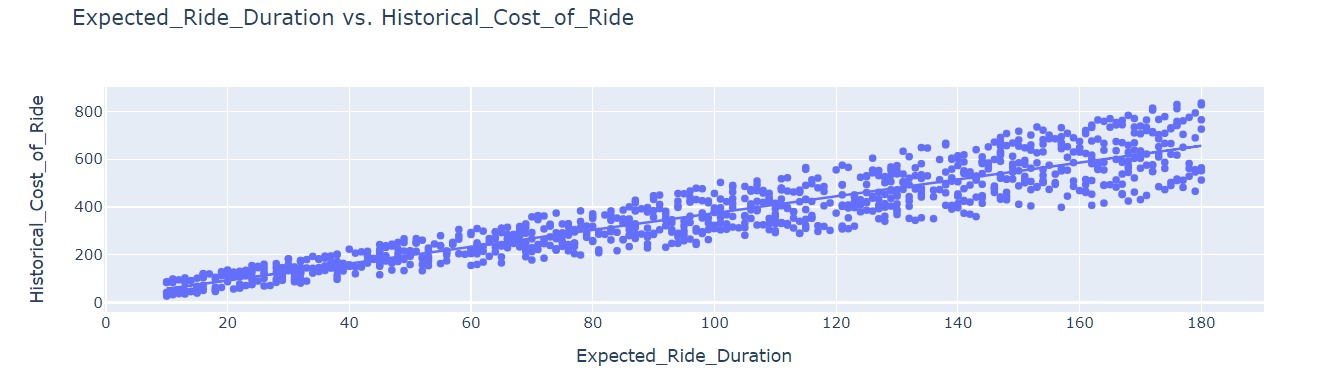 Expected_Ride_Duration vs. Historical_Cost_of_Ride
Historical_Cost_of_Ride
800
600
400
200
0
0 20 40 60 80 100 120 140 160 180
Expected_Ride_Duration